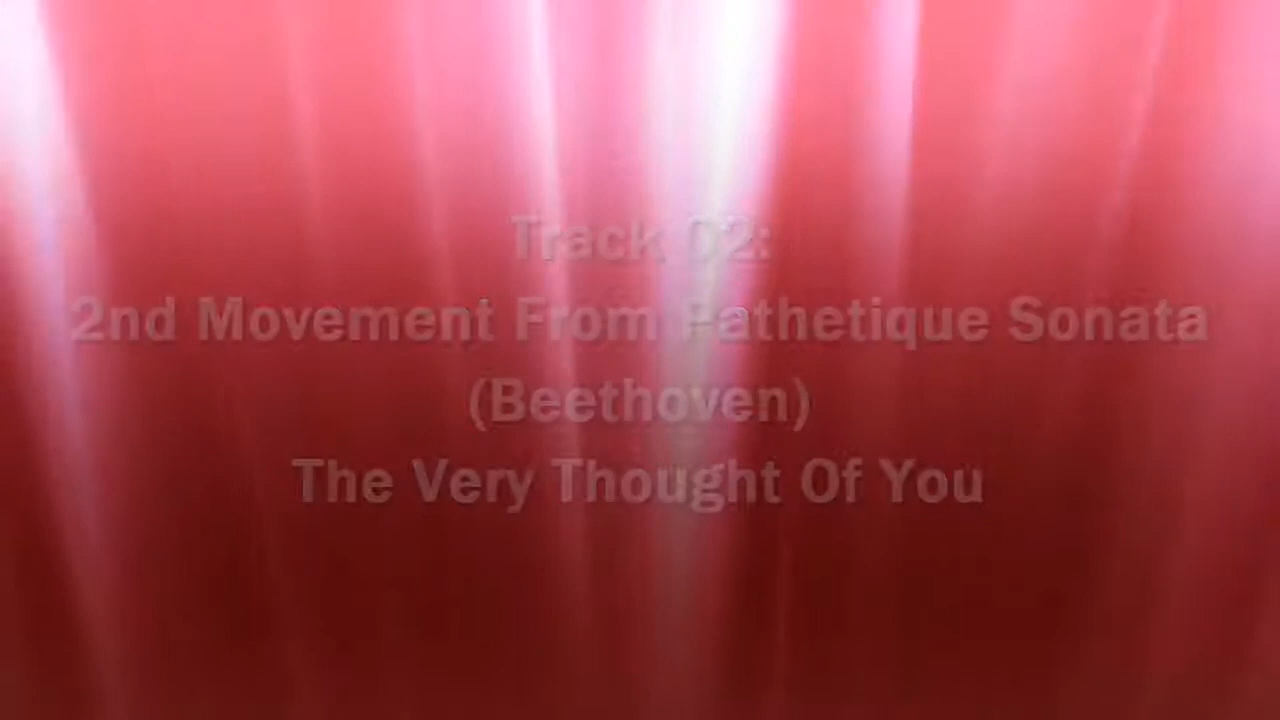 Track 02:
2nd Movement From Pathetique Sonata
(Beethoven)
The Very Thought Of You